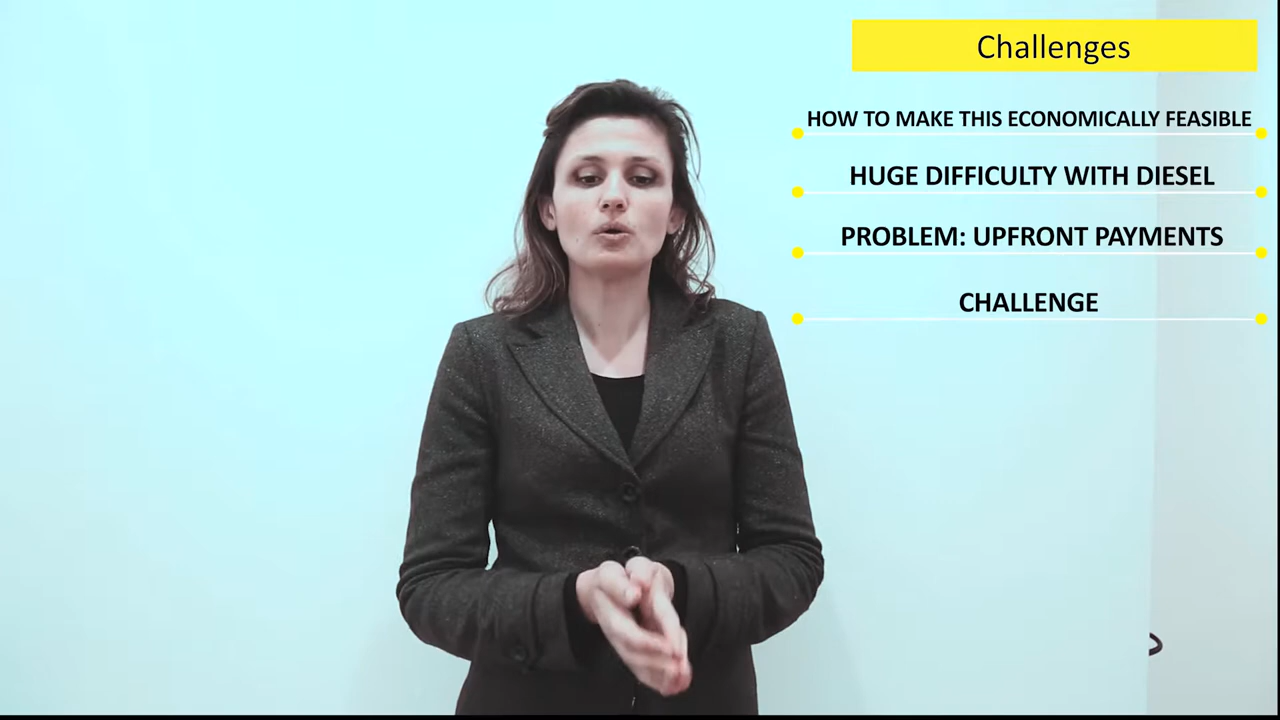 Challenges
HOW TO MAKE THIS ECONOMICALLY FEASIBLE
HUGE DIFFICULTY WITH DIESEL
PROBLEM: UPFRONT PAYMENTS
CHALLENGE